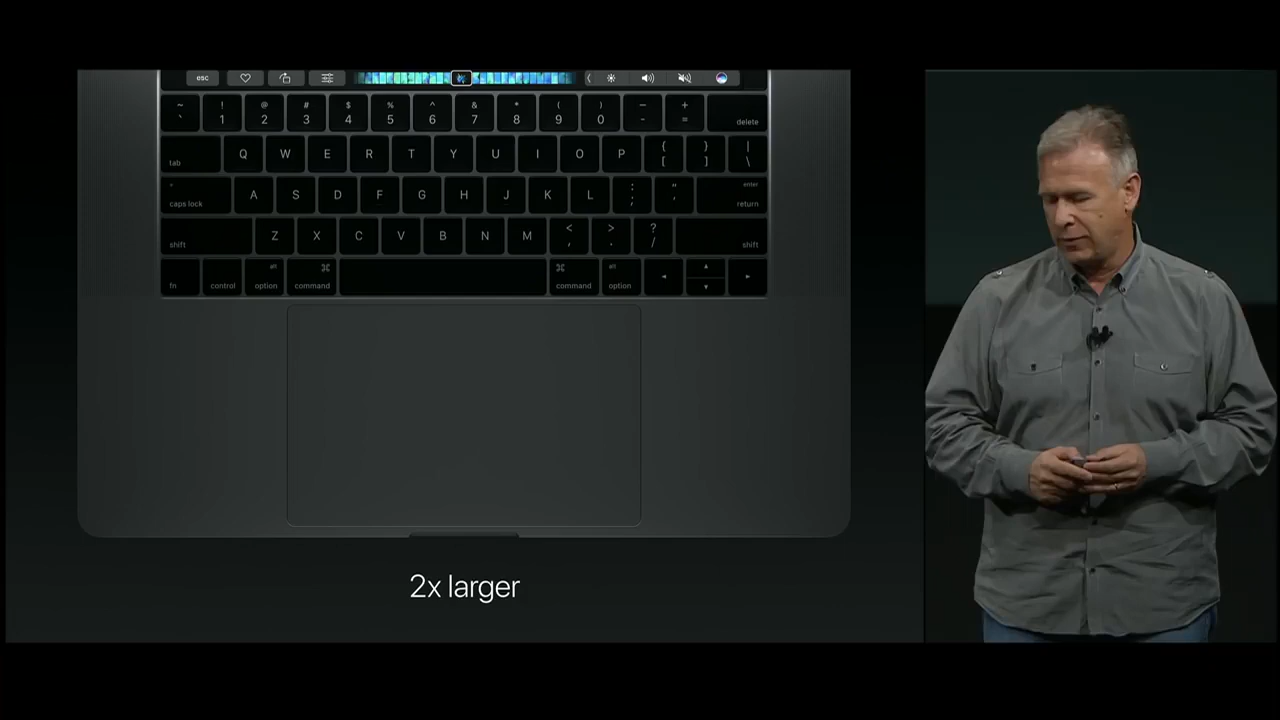 esc
~ ! @ # $ % ^ & * ( ) — +
` 1 2 3 4 5 6 7 8 9 0 - = delete
tab Q W E R T Y U I O P { [ } ] | \
caps lock A S D F G H J K L : ; " ' enter return
shift Z X C V B N M < , > . ? / shift
fn control alt option ⌘ command ⌘ command alt option ◂ ▴ ▾ ▸
2x larger